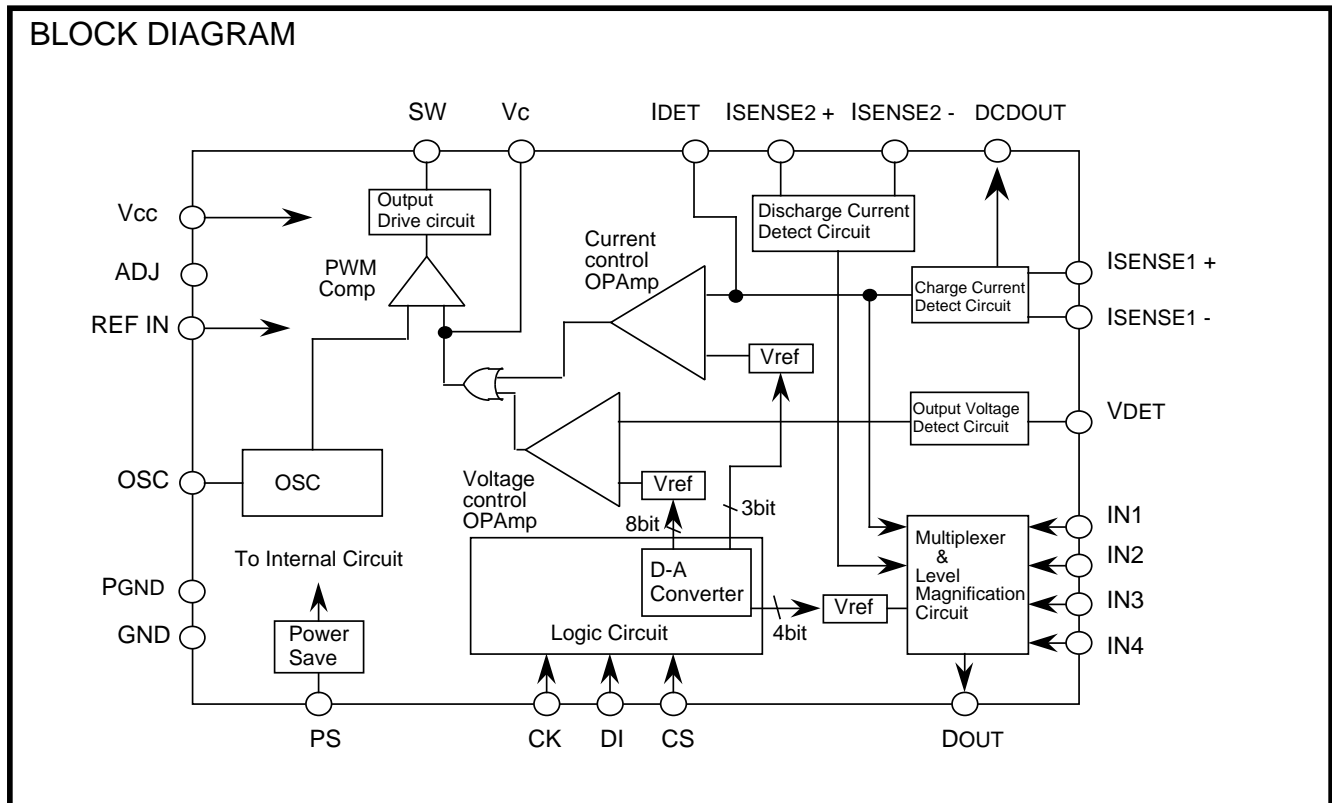 BLOCK DIAGRAM
SW
Vc
IDET
ISENSE2 +
ISENSE2 -
DCDOUT
Vcc
ADJ
REF IN
OSC
PGND
GND
Output
Drive circuit
PWM
Comp
Current
control
OPAmp
Discharge Current
Detect Circuit
Charge Current
Detect Circuit
ISENSE1 +
ISENSE1 -
Vref
Output Voltage
Detect Circuit
VDET
OSC
Voltage
control
OPAmp
Vref
8bit
3bit
To Internal Circuit
Power
Save
D-A
Converter
Logic Circuit
4bit
Vref
Multiplexer
&
Level
Magnification
Circuit
IN1
IN2
IN3
IN4
PS
CK
DI
CS
DOUT